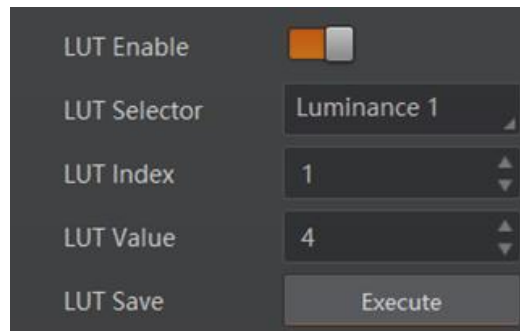 LUT Enable
LUT Selector Luminance 1
LUT Index 1
LUT Value 4
LUT Save Execute